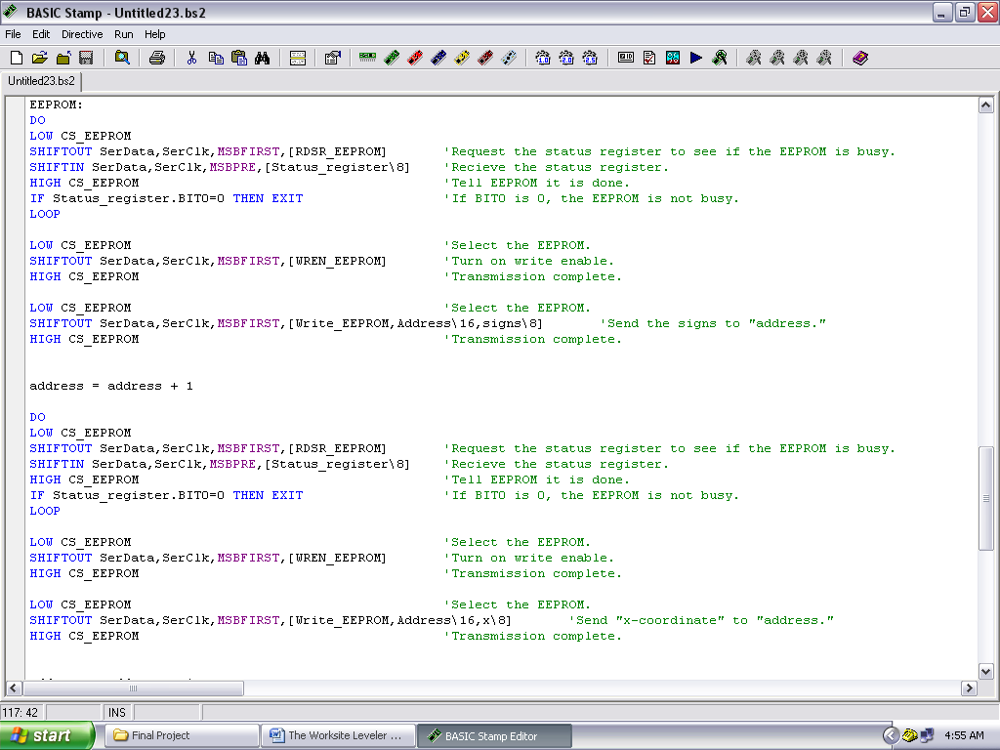 BASIC Stamp - Untitled23.bs2
File Edit Directive Run Help
Untitled23.bs2
EEPROM:
DO
LOW CS_EEPROM
SHIFTOUT SerData,SerClk,MSBFIRST,[RDSR_EEPROM] 'Request the status register to see if the EEPROM is busy.
SHIFTIN SerData,SerClk,MSBPRE,[Status_register\8] 'Recieve the status register.
HIGH CS_EEPROM 'Tell EEPROM it is done.
IF Status_register.BIT0=0 THEN EXIT 'If BIT0 is 0, the EEPROM is not busy.
LOOP
LOW CS_EEPROM 'Select the EEPROM.
SHIFTOUT SerData,SerClk,MSBFIRST,[WREN_EEPROM] 'Turn on write enable.
HIGH CS_EEPROM 'Transmission complete.
LOW CS_EEPROM 'Select the EEPROM.
SHIFTOUT SerData,SerClk,MSBFIRST,[Write_EEPROM,Address\16,signs\8] 'Send the signs to "address."
HIGH CS_EEPROM 'Transmission complete.
address = address + 1
DO
LOW CS_EEPROM
SHIFTOUT SerData,SerClk,MSBFIRST,[RDSR_EEPROM] 'Request the status register to see if the EEPROM is busy.
SHIFTIN SerData,SerClk,MSBPRE,[Status_register\8] 'Recieve the status register.
HIGH CS_EEPROM 'Tell EEPROM it is done.
IF Status_register.BIT0=0 THEN EXIT 'If BIT0 is 0, the EEPROM is not busy.
LOOP
LOW CS_EEPROM 'Select the EEPROM.
SHIFTOUT SerData,SerClk,MSBFIRST,[WREN_EEPROM] 'Turn on write enable.
HIGH CS_EEPROM 'Transmission complete.
LOW CS_EEPROM 'Select the EEPROM.
SHIFTOUT SerData,SerClk,MSBFIRST,[Write_EEPROM,Address\16,x\8] 'Send "x-coordinate" to "address."
HIGH CS_EEPROM 'Transmission complete.
117: 42 INS
start Final Project The Worksite Leveler ... BASIC Stamp Editor 4:55 AM